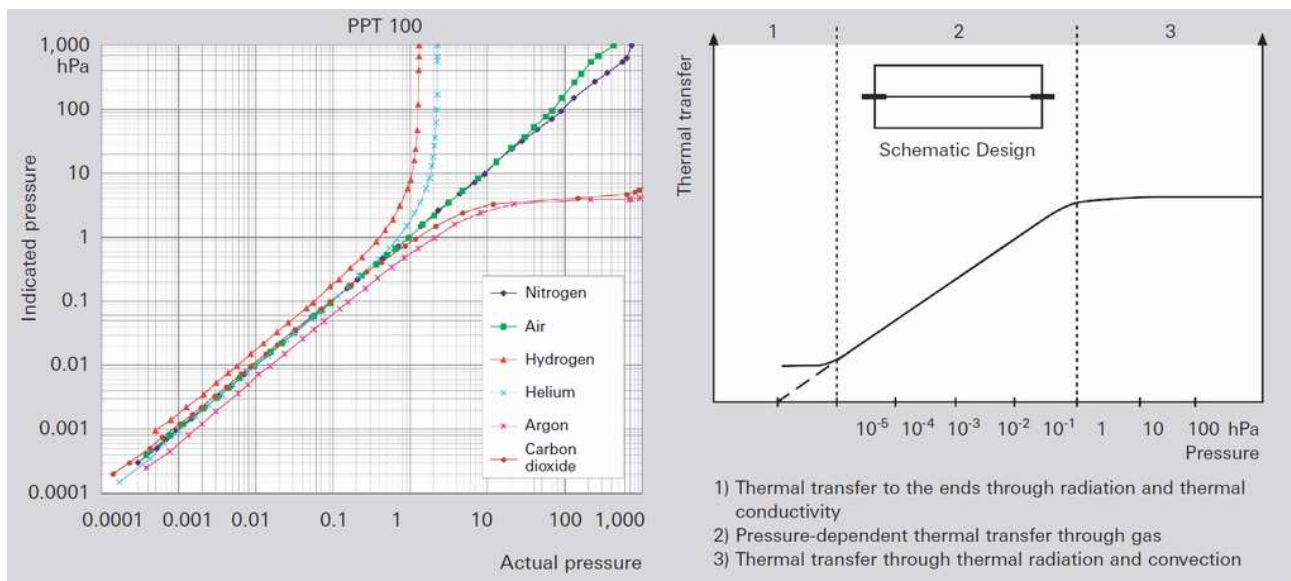 PPT 100
1,000
hPa
100
10
1
0.1
0.01
0.001
0.0001
Indicated pressure
Nitrogen
Air
Hydrogen
Helium
Argon
Carbon
dioxide
0.0001 0.001 0.01 0.1 1 10 100 1,000
Actual pressure
1 2 3
Thermal transfer
Schematic Design
10⁻⁵ 10⁻⁴ 10⁻³ 10⁻² 10⁻¹ 1 10 100 hPa
Pressure
1) Thermal transfer to the ends through radiation and thermal
conductivity
2) Pressure-dependent thermal transfer through gas
3) Thermal transfer through thermal radiation and convection